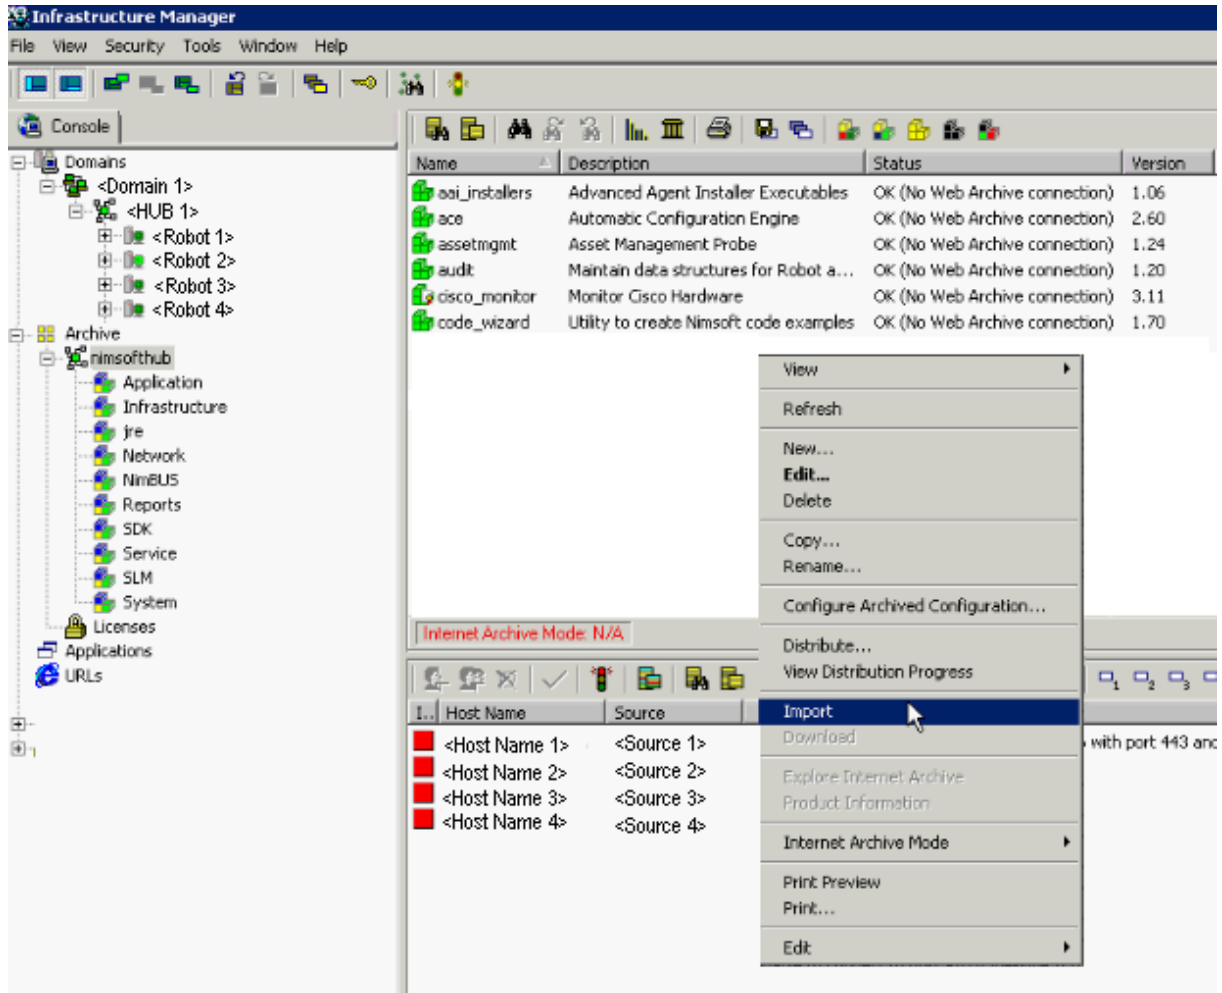 Infrastructure Manager
File View Security Tools Window Help
Console
Domains
<Domain 1>
<HUB 1>
<Robot 1>
<Robot 2>
<Robot 3>
<Robot 4>
Archive
nimsofthub
Application
Infrastructure
jre
Network
NimBUS
Reports
SDK
Service
SLM
System
Licenses
Applications
URLs
Name Description Status Version
aai_installers Advanced Agent Installer Executables OK (No Web Archive connection) 1.06
ace Automatic Configuration Engine OK (No Web Archive connection) 2.60
assetmgmt Asset Management Probe OK (No Web Archive connection) 1.24
audit Maintain data structures for Robot a... OK (No Web Archive connection) 1.20
cisco_monitor Monitor Cisco Hardware OK (No Web Archive connection) 3.11
code_wizard Utility to create Nimsoft code examples OK (No Web Archive connection) 1.70
View
Refresh
New...
Edit...
Delete
Copy...
Rename...
Configure Archived Configuration...
Distribute...
View Distribution Progress
Import
Download
Explore Internet Archive
Product Information
Internet Archive Mode
Print Preview
Print...
Edit
Internet Archive Mode: N/A
1 2 3
I.. Host Name Source
<Host Name 1> <Source 1> with port 443 and
<Host Name 2> <Source 2>
<Host Name 3> <Source 3>
<Host Name 4> <Source 4>